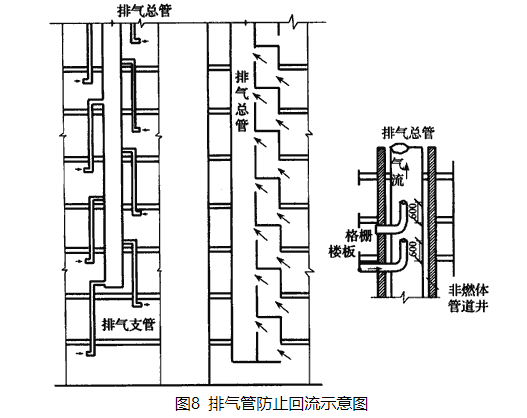 排气总管
排气总管
排气总管
气流
600
格栅
楼板
600
非燃体
管道井
排气支管
图8 排气管防止回流示意图